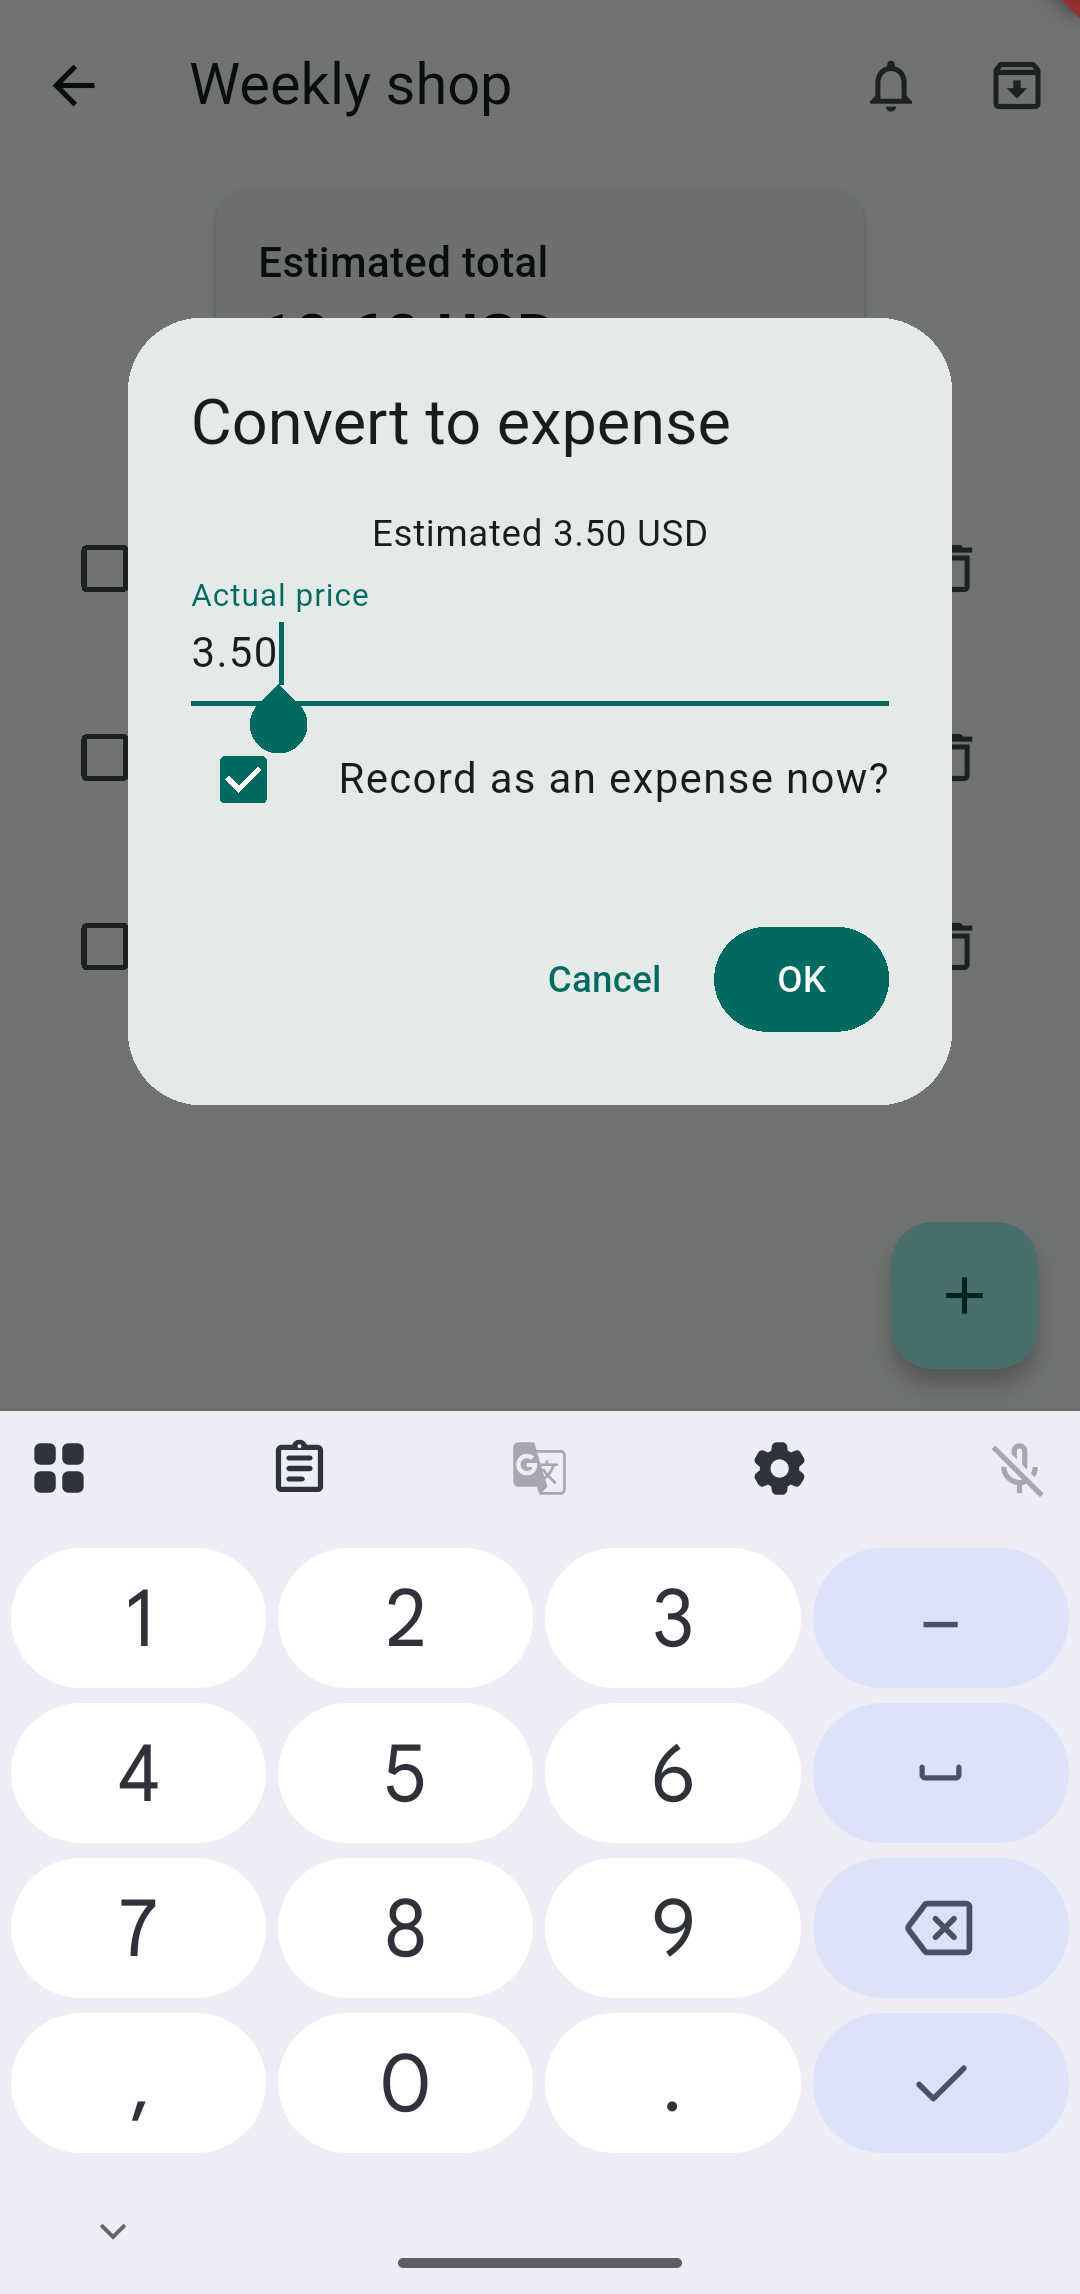 Weekly shop
Estimated total
Convert to expense
Estimated 3.50 USD
Actual price
3.50
Record as an expense now?
Cancel
OK
1 2 3 –
4 5 6
7 8 9
, 0 .